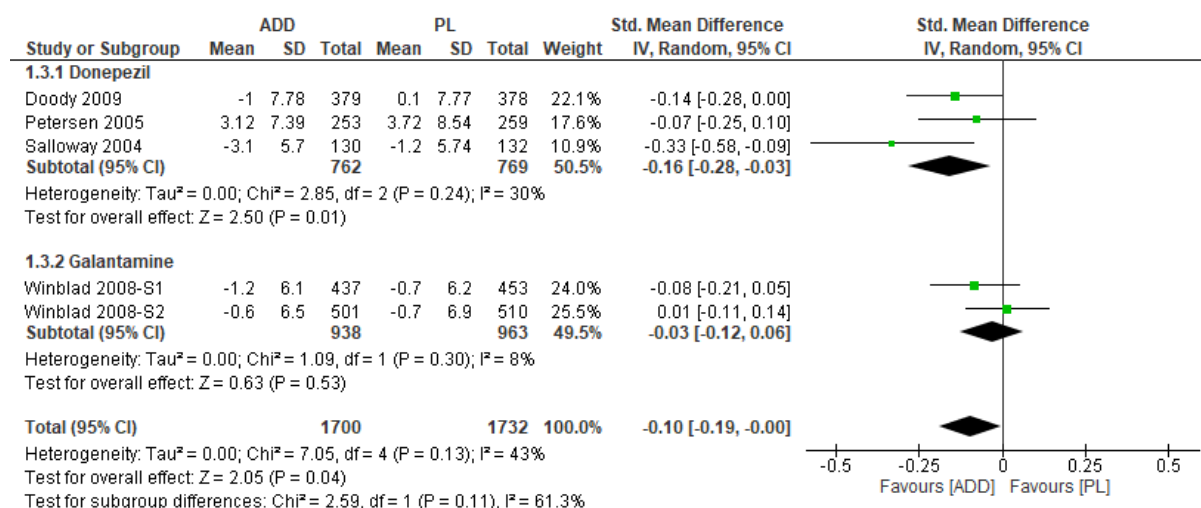 ADD PL Std. Mean Difference Std. Mean Difference
Study or Subgroup Mean SD Total Mean SD Total Weight IV, Random, 95% CI IV, Random, 95% CI
1.3.1 Donepezil
Doody 2009 -1 7.78 379 0.1 7.77 378 22.1% -0.14 [-0.28, 0.00]
Petersen 2005 3.12 7.39 253 3.72 8.54 259 17.6% -0.07 [-0.25, 0.10]
Salloway 2004 -3.1 5.7 130 -1.2 5.74 132 10.9% -0.33 [-0.58, -0.09]
Subtotal (95% CI) 762 769 50.5% -0.16 [-0.28, -0.03]
Heterogeneity: Tau² = 0.00; Chi² = 2.85, df = 2 (P = 0.24); I² = 30%
Test for overall effect: Z = 2.50 (P = 0.01)
1.3.2 Galantamine
Winblad 2008-S1 -1.2 6.1 437 -0.7 6.2 453 24.0% -0.08 [-0.21, 0.05]
Winblad 2008-S2 -0.6 6.5 501 -0.7 6.9 510 25.5% 0.01 [-0.11, 0.14]
Subtotal (95% CI) 938 963 49.5% -0.03 [-0.12, 0.06]
Heterogeneity: Tau² = 0.00; Chi² = 1.09, df = 1 (P = 0.30); I² = 8%
Test for overall effect: Z = 0.63 (P = 0.53)
Total (95% CI) 1700 1732 100.0% -0.10 [-0.19, -0.00]
Heterogeneity: Tau² = 0.00; Chi² = 7.05, df = 4 (P = 0.13); I² = 43%
Test for overall effect: Z = 2.05 (P = 0.04)
Test for subgroup differences: Chi² = 2.59, df = 1 (P = 0.11), I² = 61.3%
-0.5 -0.25 0 0.25 0.5
Favours [ADD] Favours [PL]